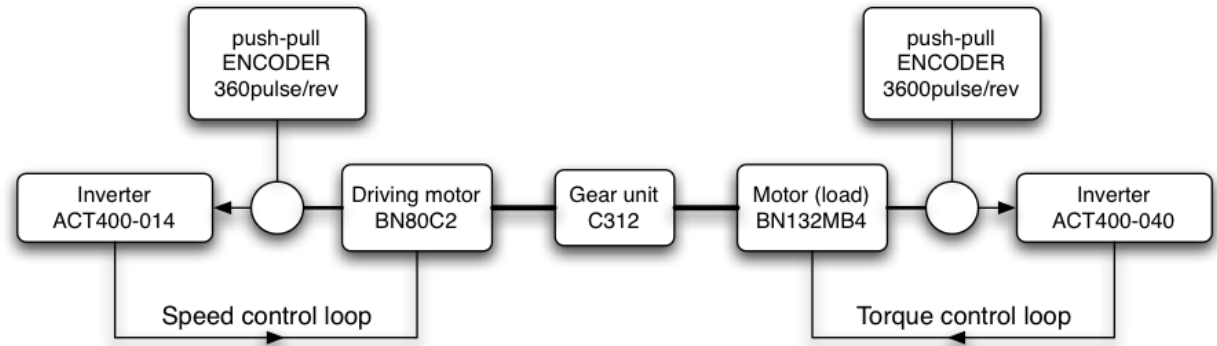 push-pull
ENCODER
360pulse/rev
push-pull
ENCODER
3600pulse/rev
Inverter
ACT400-014
Driving motor
BN80C2
Gear unit
C312
Motor (load)
BN132MB4
Inverter
ACT400-040
Speed control loop
Torque control loop